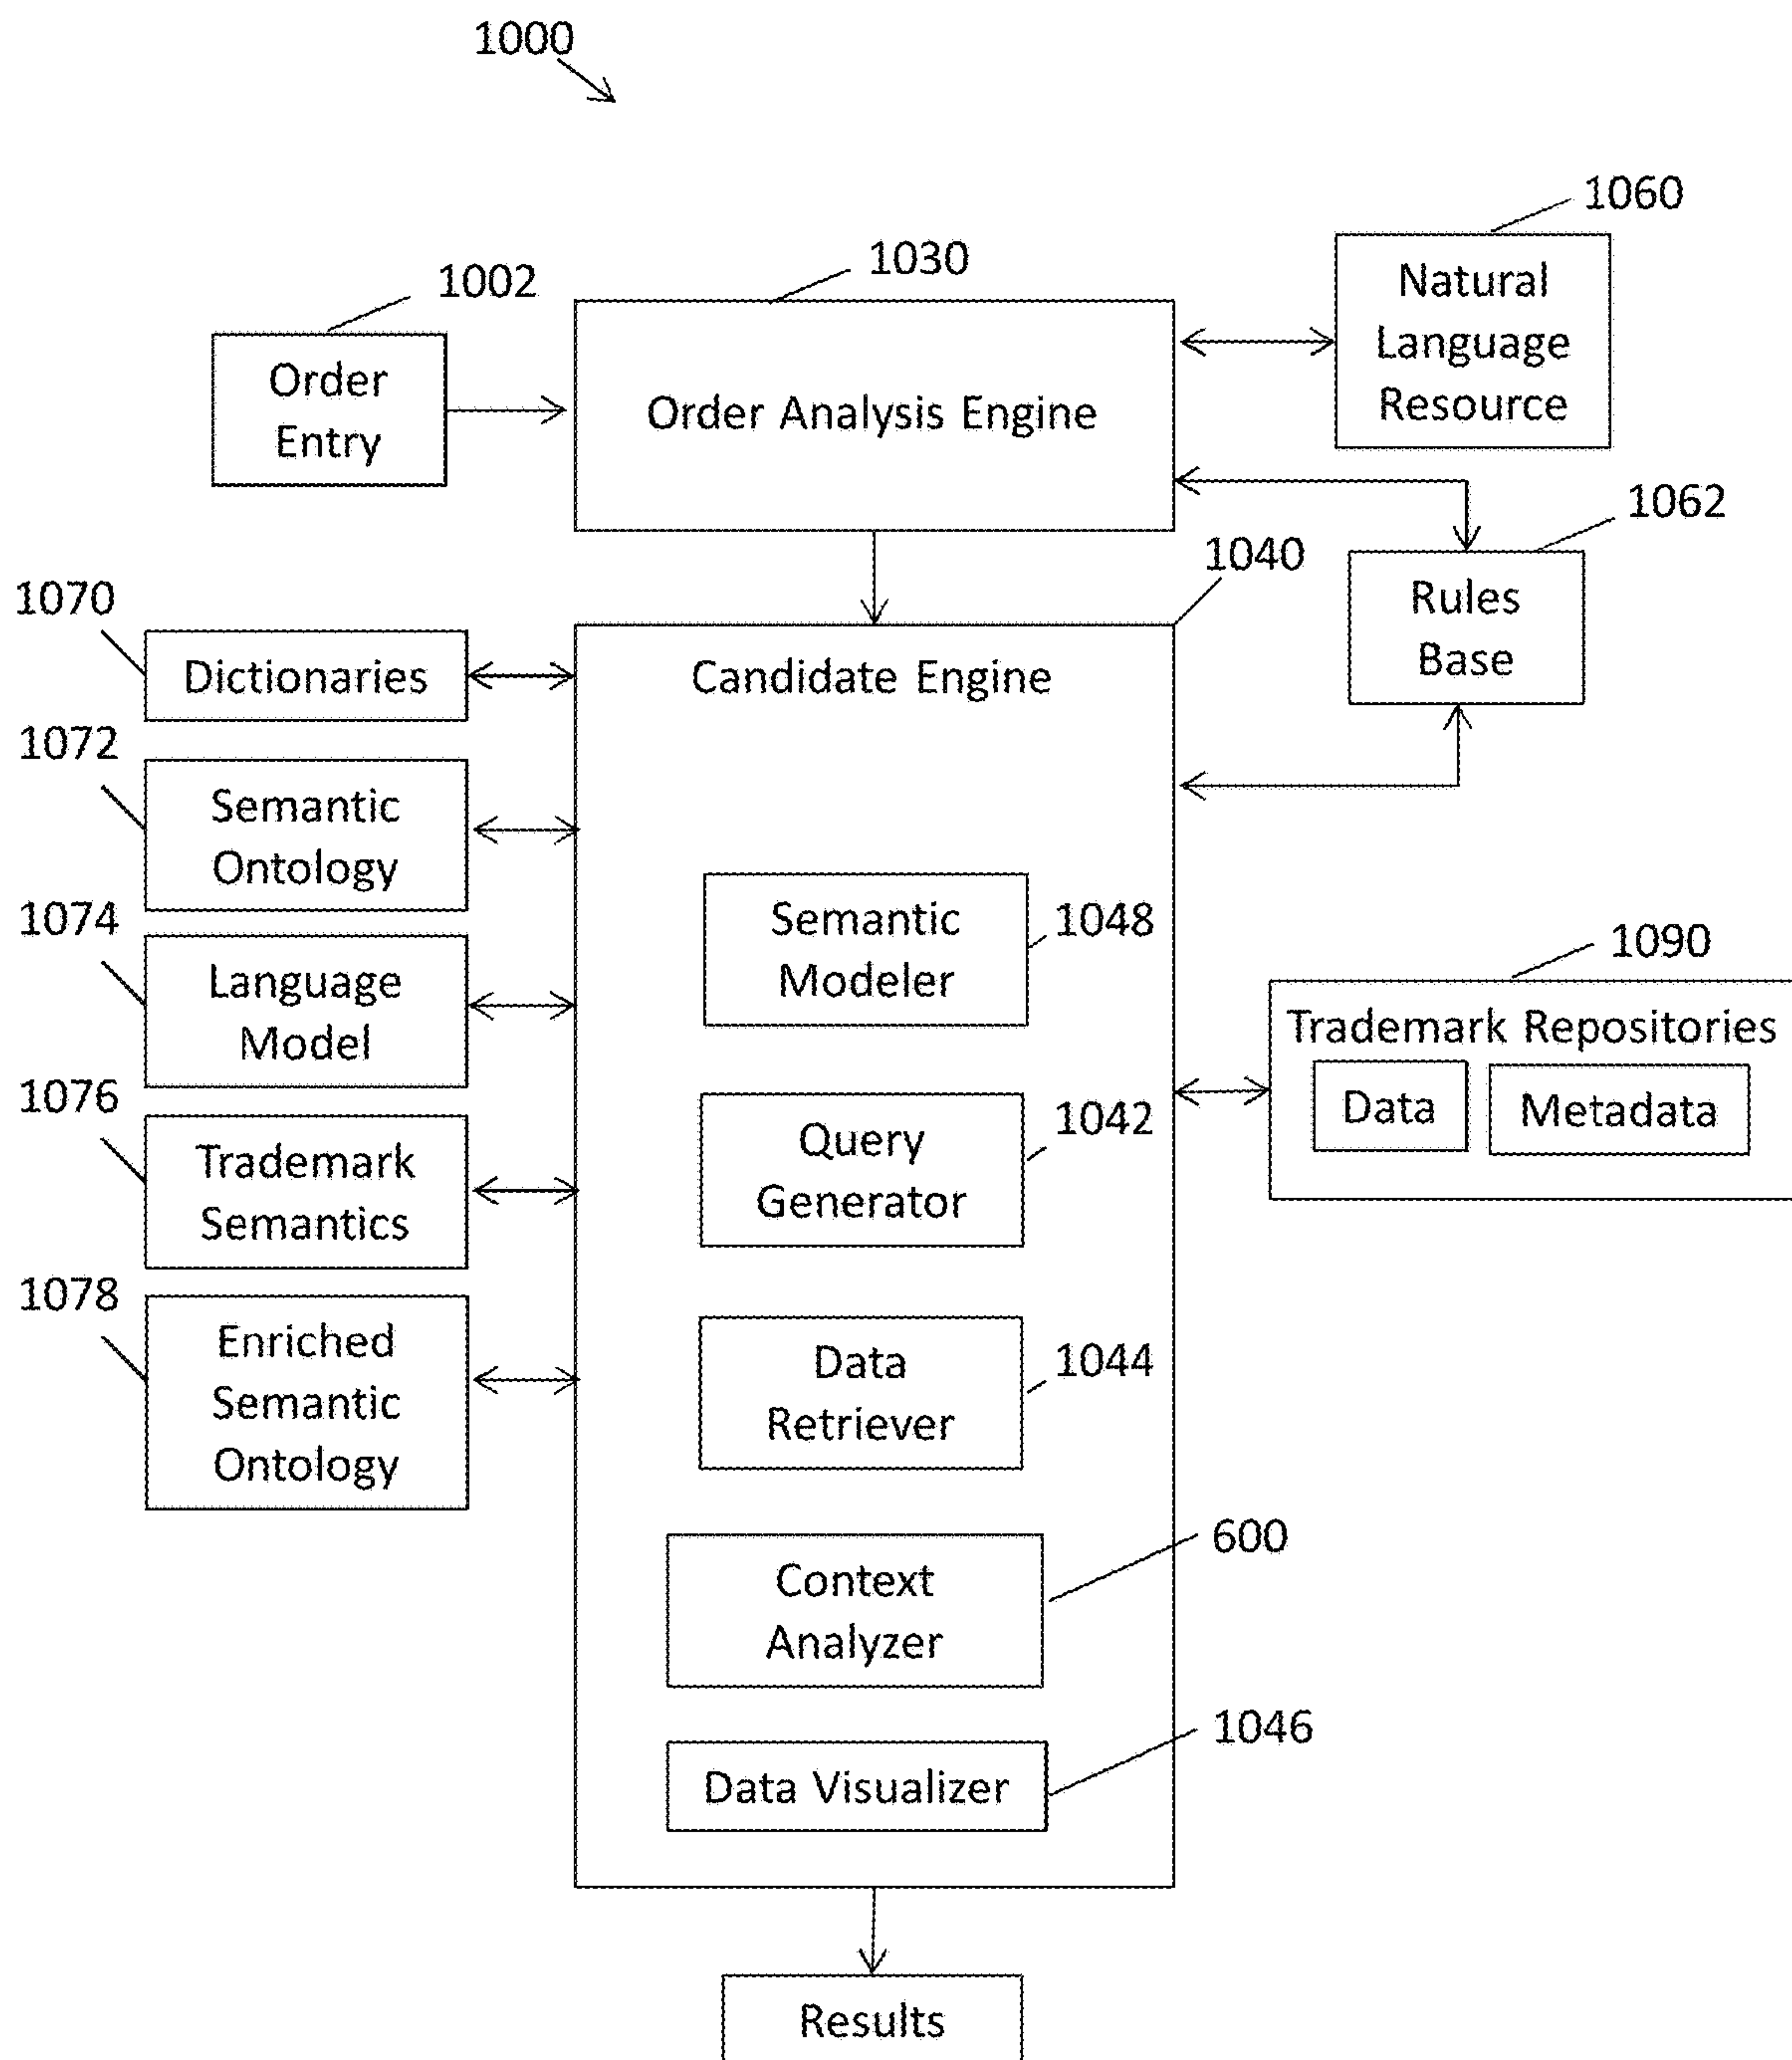 1000
1060
Natural
Language
Resource
1030
Order Analysis Engine
1002
Order
Entry
1062
Rules
Base
1040
Candidate Engine
1070
Dictionaries
1072
Semantic
Ontology
1074
Language
Model
1076
Trademark
Semantics
1078
Enriched
Semantic
Ontology
Semantic
Modeler
1048
Query
Generator
1042
Data
Retriever
1044
Context
Analyzer
600
Data Visualizer
1046
1090
Trademark Repositories
Data
Metadata
Results